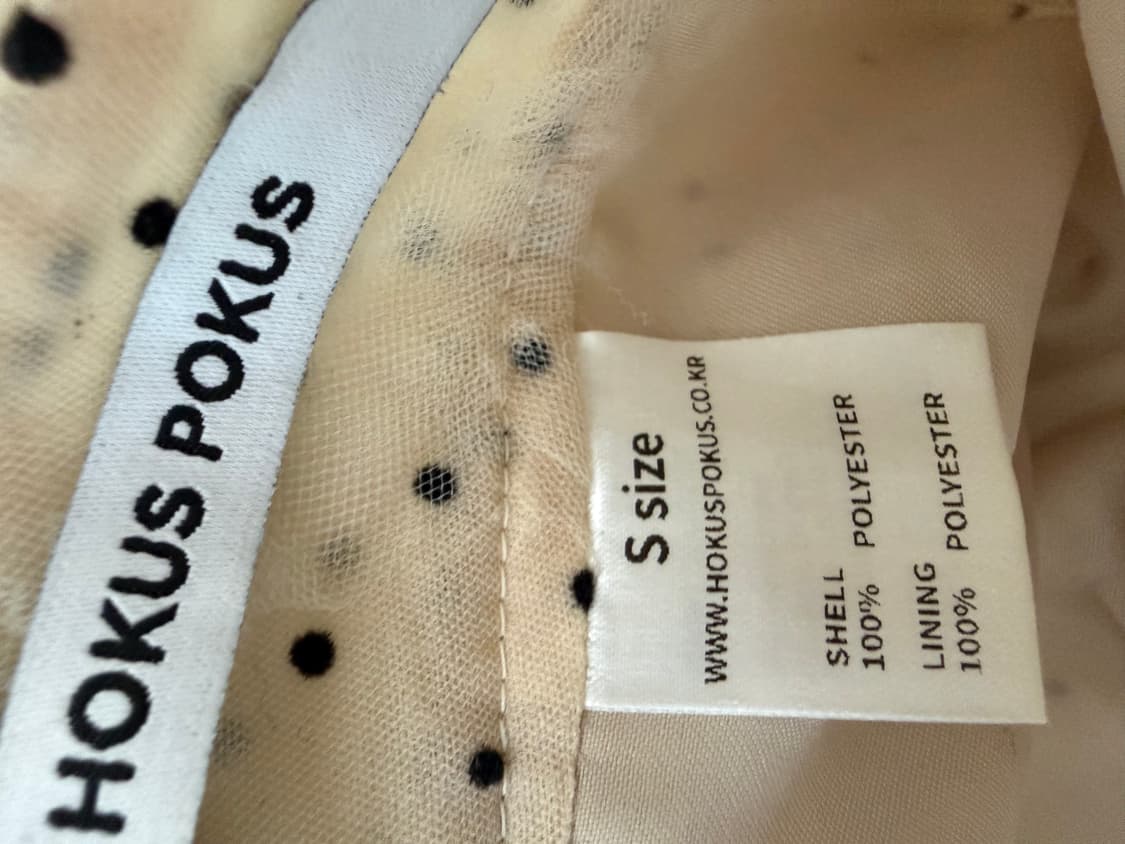 HOKUS POKUS
S size
WWW.HOKUSPOKUS.CO.KR
SHELL
100% POLYESTER
LINING
100% POLYESTER